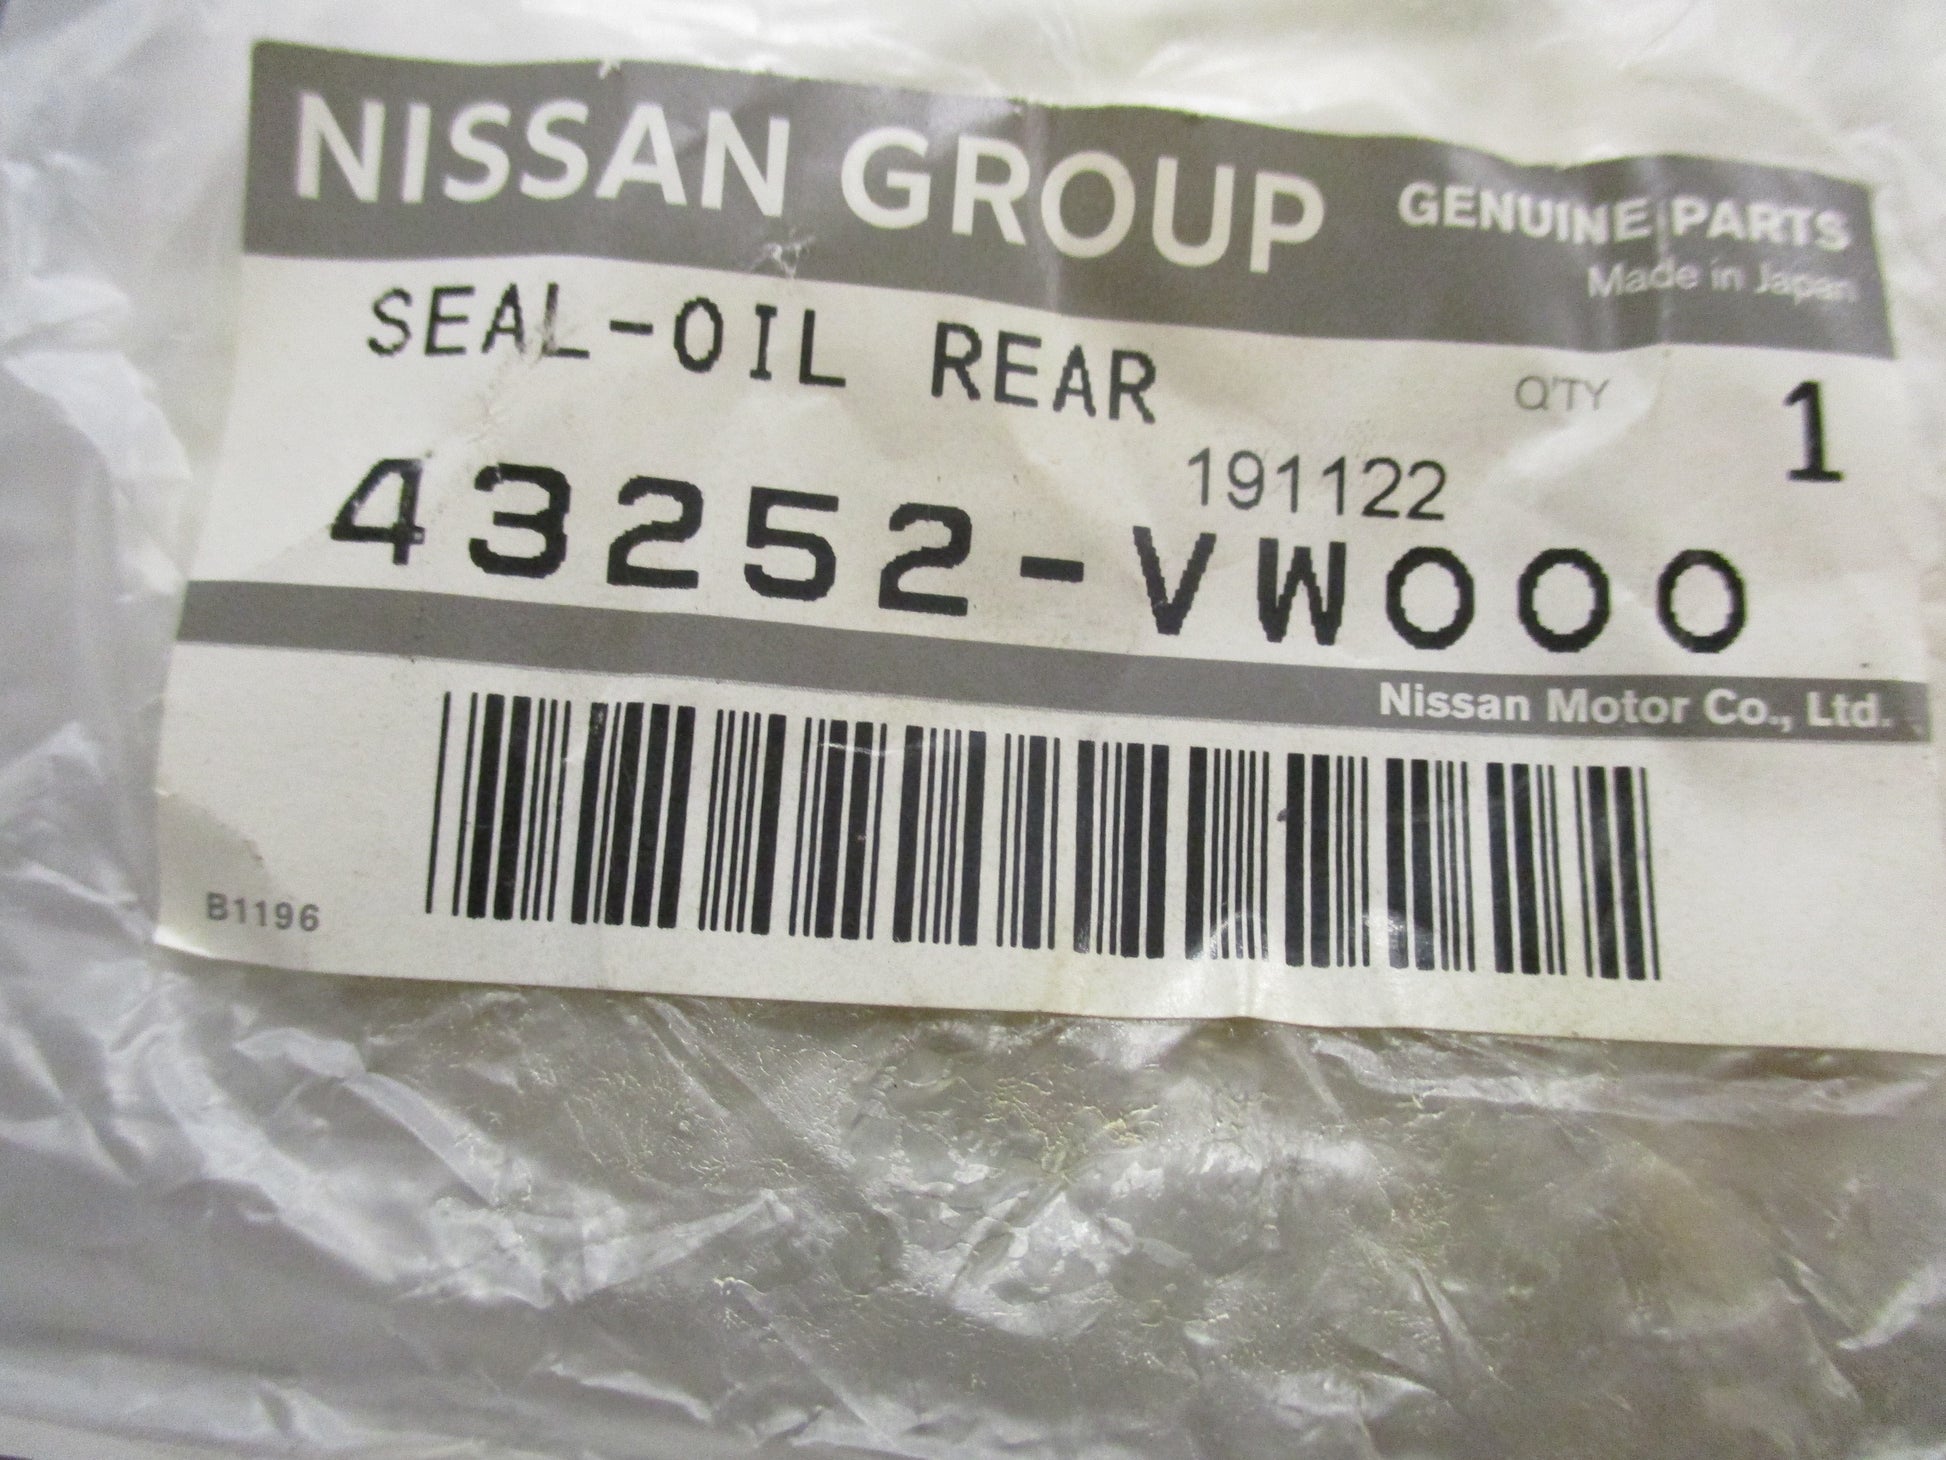 NISSAN GROUP GENUINE PARTS
Made in Japan
SEAL-OIL REAR
Q'TY 1
191122
43252-VW000
Nissan Motor Co., Ltd.
B1196